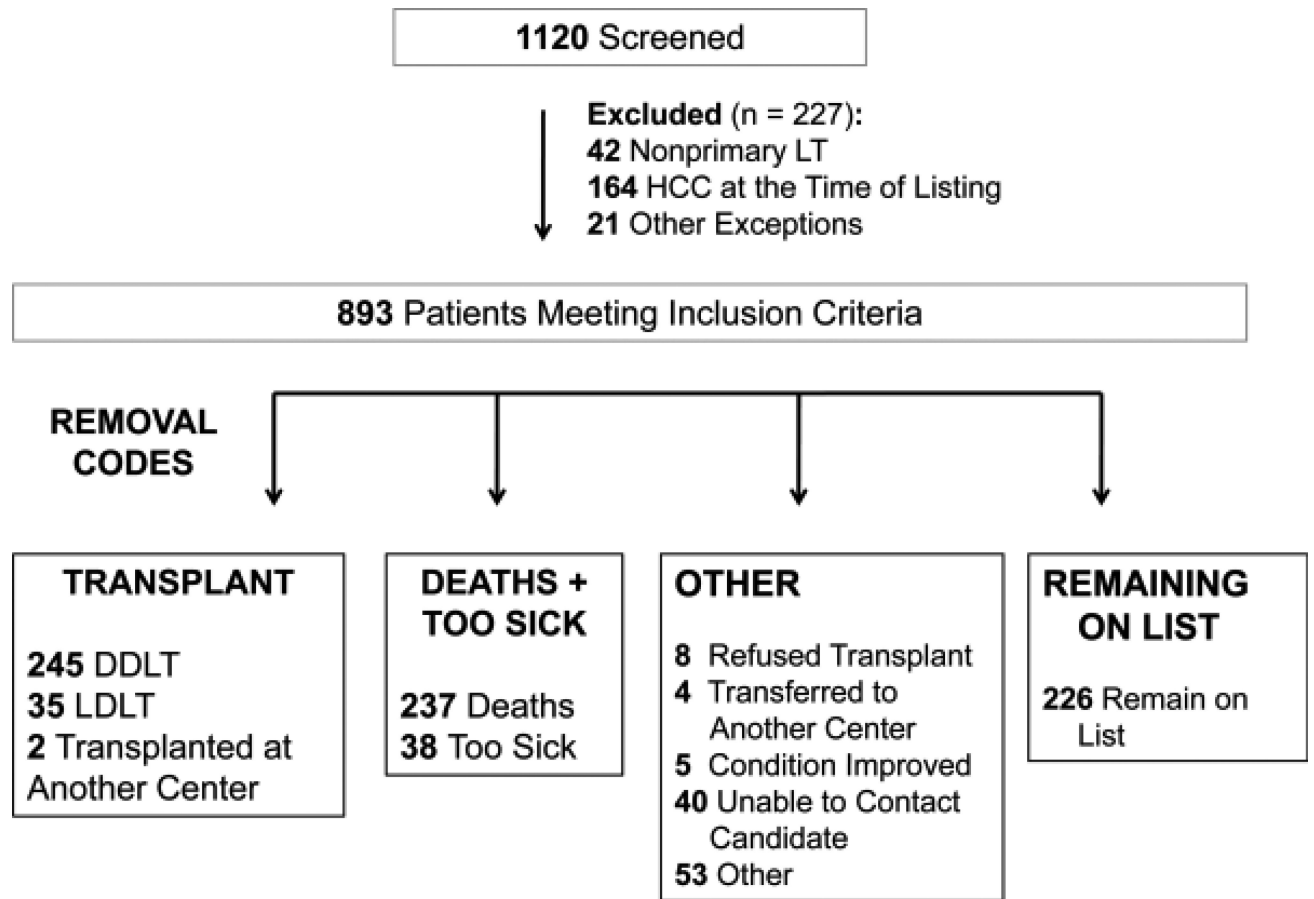 1120 Screened
Excluded (n = 227):
42 Nonprimary LT
164 HCC at the Time of Listing
21 Other Exceptions
893 Patients Meeting Inclusion Criteria
REMOVAL
CODES
TRANSPLANT
245 DDLT
35 LDLT
2 Transplanted at
Another Center
DEATHS +
TOO SICK
237 Deaths
38 Too Sick
OTHER
8 Refused Transplant
4 Transferred to
Another Center
5 Condition Improved
40 Unable to Contact
Candidate
53 Other
REMAINING
ON LIST
226 Remain on
List